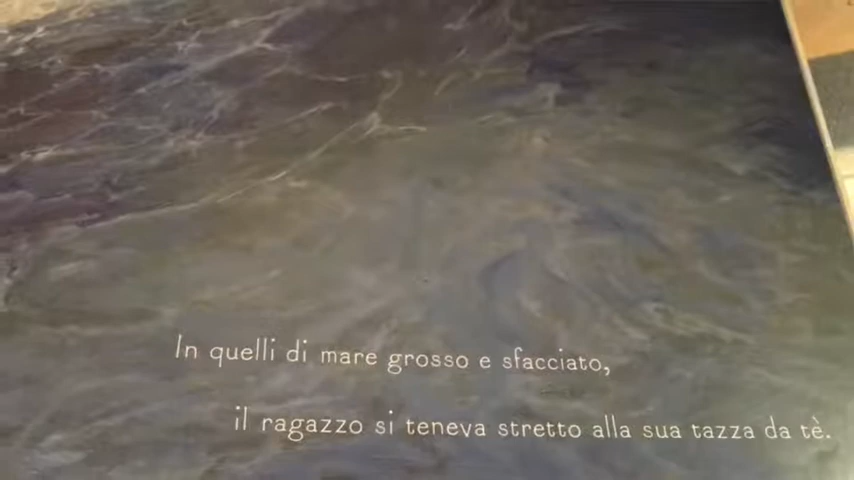 In quelli di mare grosso e sfacciato,
il ragazzo si teneva stretto alla sua tazza da tè.